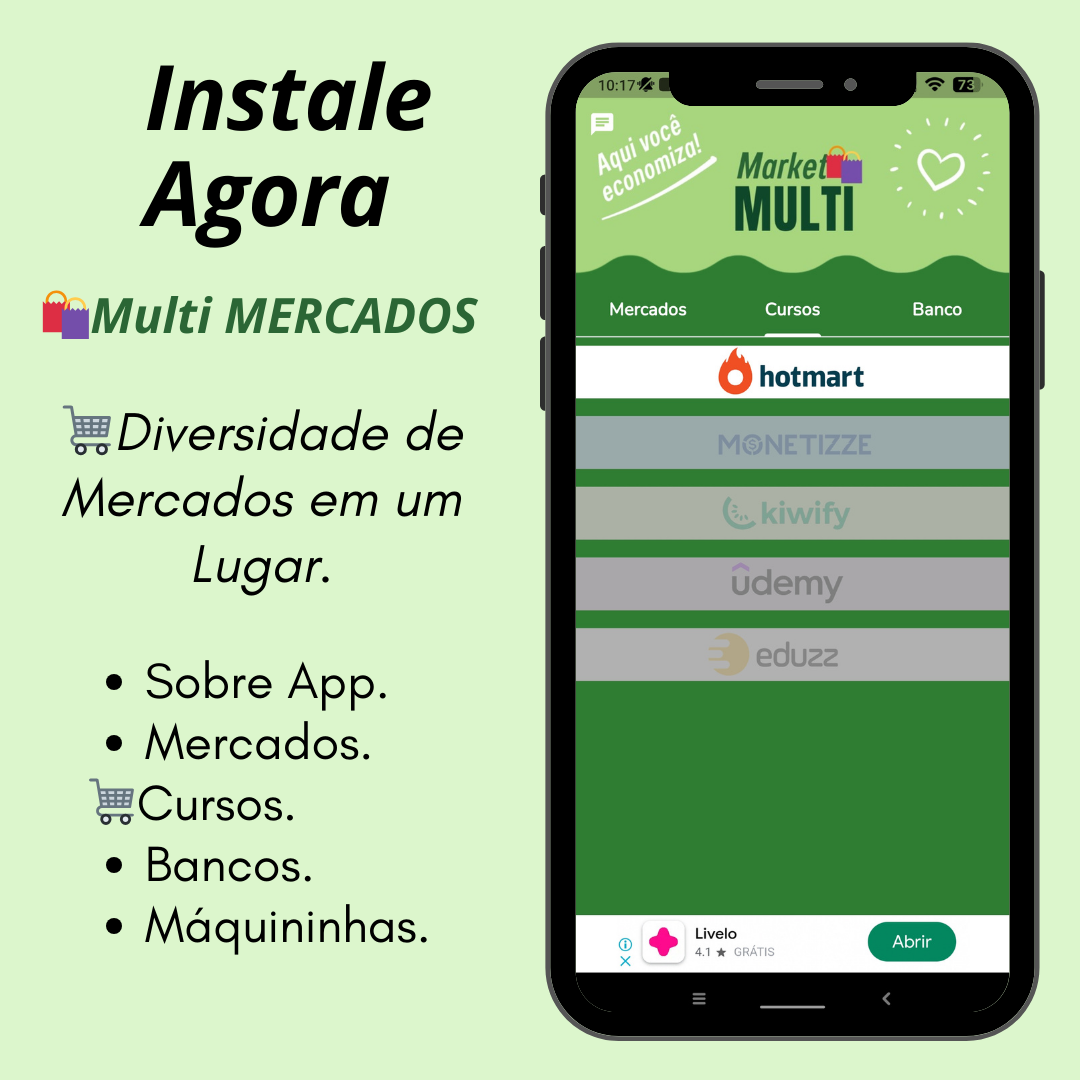 Instale
Agora
🛍️Multi MERCADOS
🛒Diversidade de
Mercados em um
Lugar.
• Sobre App.
• Mercados.
🛒Cursos.
• Bancos.
• Máquininhas.
10:17
73
Aqui você
economiza!
Market🛍️
MULTI
Mercados
Cursos
Banco
hotmart
MONETIZZE
kiwify
udemy
eduzz
Livelo
4.1 ★ GRÁTIS
Abrir